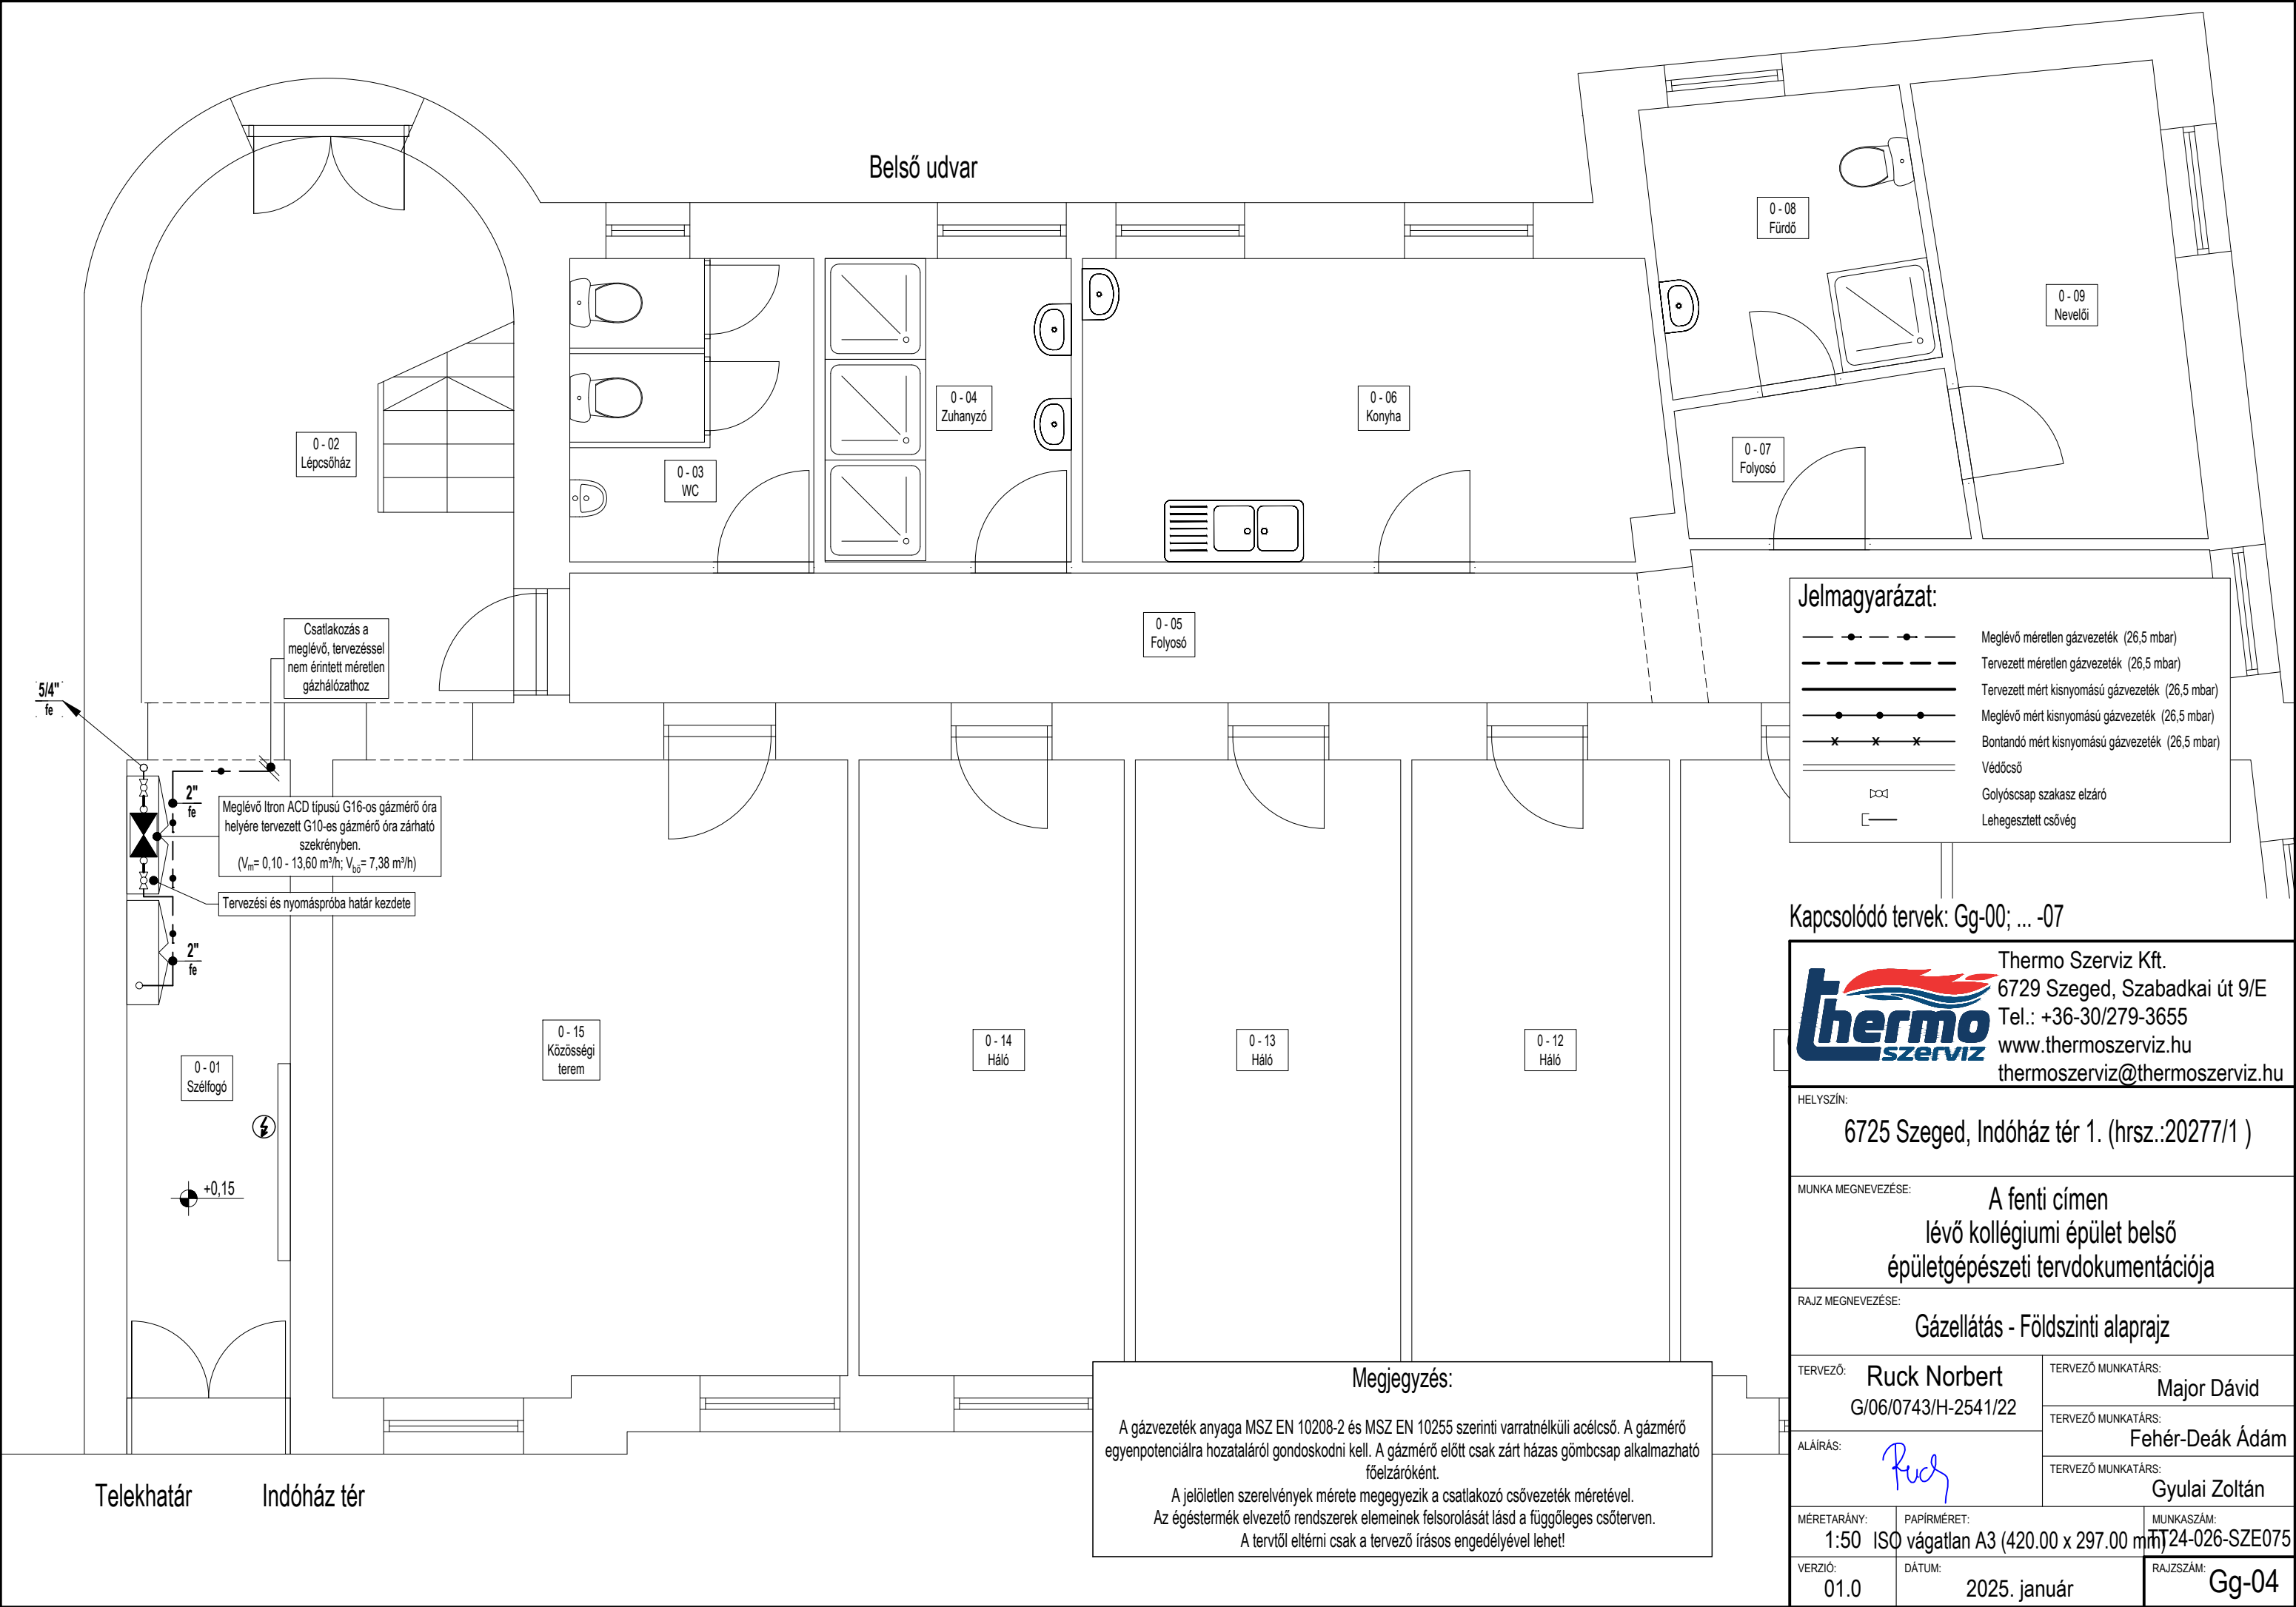 Belső udvar
0 - 08
Fürdő
0 - 09
Nevelői
0 - 04
Zuhanyzó
0 - 06
Konyha
0 - 02
Lépcsőház
0 - 03
WC
0 - 07
Folyosó
0 - 05
Folyosó
Csatlakozás a
meglévő, tervezéssel
nem érintett méretlen
gázhálózathoz
5/4"
fe
2"
fe
Meglévő Itron ACD típusú G16-os gázmérő óra
helyére tervezett G10-es gázmérő óra zárható
szekrényben.
(Vm= 0,10 - 13,60 m³/h; Vbö= 7,38 m³/h)
Tervezési és nyomáspróba határ kezdete
2"
fe
0 - 01
Szélfogó
+0,15
0 - 15
Közösségi
terem
0 - 14
Háló
0 - 13
Háló
0 - 12
Háló
Telekhatár
Indóház tér
Jelmagyarázat:
Meglévő méretlen gázvezeték (26,5 mbar)
Tervezett méretlen gázvezeték (26,5 mbar)
Tervezett mért kisnyomású gázvezeték (26,5 mbar)
Meglévő mért kisnyomású gázvezeték (26,5 mbar)
x x x Bontandó mért kisnyomású gázvezeték (26,5 mbar)
Védőcső
Golyóscsap szakasz elzáró
Lehegesztett csővég
Megjegyzés:
A gázvezeték anyaga MSZ EN 10208-2 és MSZ EN 10255 szerinti varratnélküli acélcső. A gázmérő
egyenpotenciálra hozataláról gondoskodni kell. A gázmérő előtt csak zárt házas gömbcsap alkalmazható
főelzáróként.
A jelöletlen szerelvények mérete megegyezik a csatlakozó csővezeték méretével.
Az égéstermék elvezető rendszerek elemeinek felsorolását lásd a függőleges csőterven.
A tervtől eltérni csak a tervező írásos engedélyével lehet!
Kapcsolódó tervek: Gg-00; ... -07
thermo
szerviz
Thermo Szerviz Kft.
6729 Szeged, Szabadkai út 9/E
Tel.: +36-30/279-3655
www.thermoszerviz.hu
thermoszerviz@thermoszerviz.hu
HELYSZÍN:
6725 Szeged, Indóház tér 1. (hrsz.:20277/1 )
MUNKA MEGNEVEZÉSE:
A fenti címen
lévő kollégiumi épület belső
épületgépészeti tervdokumentációja
RAJZ MEGNEVEZÉSE:
Gázellátás - Földszinti alaprajz
TERVEZŐ:
Ruck Norbert
G/06/0743/H-2541/22
ALÁÍRÁS:
Ruck
TERVEZŐ MUNKATÁRS:
Major Dávid
TERVEZŐ MUNKATÁRS:
Fehér-Deák Ádám
TERVEZŐ MUNKATÁRS:
Gyulai Zoltán
MÉRETARÁNY:
1:50
PAPÍRMÉRET:
ISO vágatlan A3 (420.00 x 297.00 mm)
MUNKASZÁM:
TT24-026-SZE075
VERZIÓ:
01.0
DÁTUM:
2025. január
RAJZSZÁM:
Gg-04